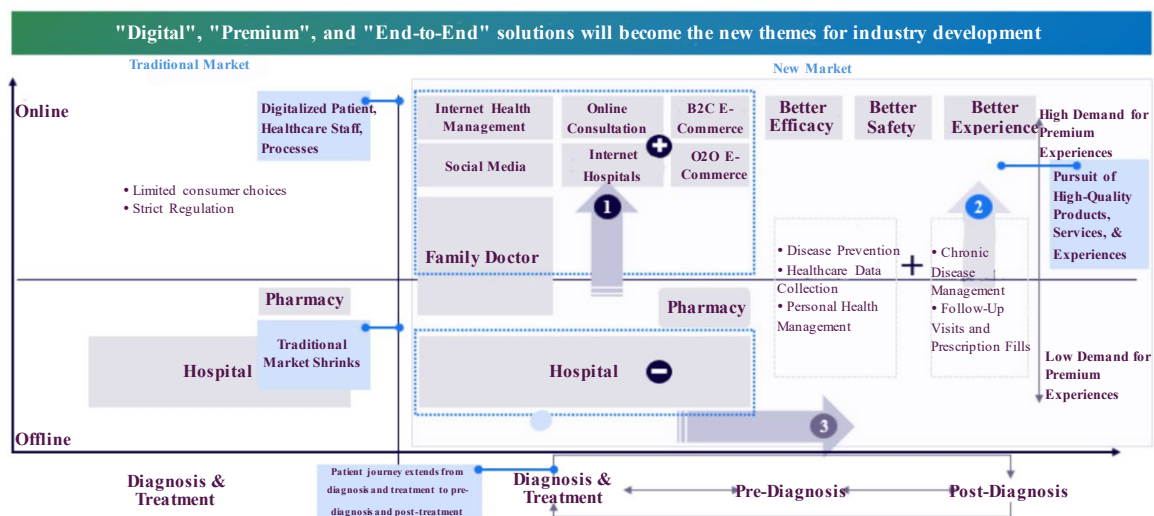 "Digital", "Premium", and "End-to-End" solutions will become the new themes for industry development
Traditional Market
New Market
Online
Digitalized Patient,
Healthcare Staff,
Processes
• Limited consumer choices
• Strict Regulation
Internet Health
Management
Online
Consultation
B2C E-
Commerce
Social Media
Internet
Hospitals
O2O E-
Commerce
Better
Efficacy
Better
Safety
Better
Experience
High Demand for
Premium
Experiences
Pursuit of
High-Quality
Products,
Services, &
Experiences
1
2
Family Doctor
• Disease Prevention
• Healthcare Data
Collection
• Personal Health
Management
• Chronic
Disease
Management
• Follow-Up
Visits and
Prescription Fills
Pharmacy
Pharmacy
Traditional
Market Shrinks
Hospital
Hospital
Low Demand for
Premium
Experiences
3
Offline
Diagnosis &
Treatment
Patient journey extends from
diagnosis and treatment to pre-
diagnosis and post-treatment
Diagnosis &
Treatment
Pre-Diagnosis
Post-Diagnosis